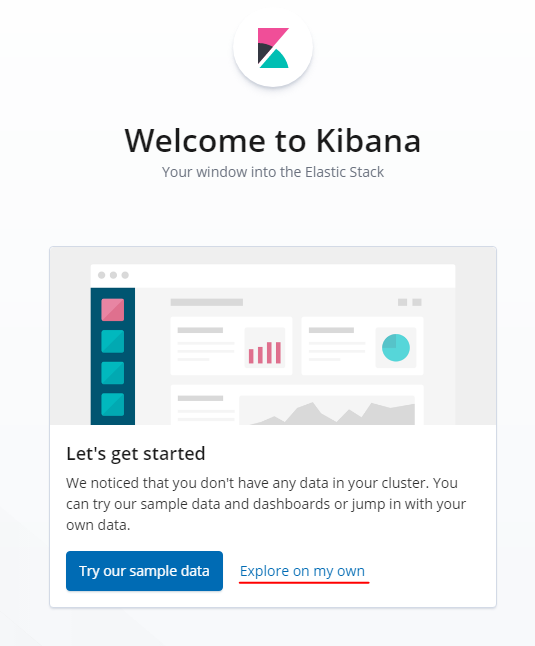 Welcome to Kibana
Your window into the Elastic Stack
Let's get started
We noticed that you don't have any data in your cluster. You
can try our sample data and dashboards or jump in with your
own data.
Try our sample data
Explore on my own